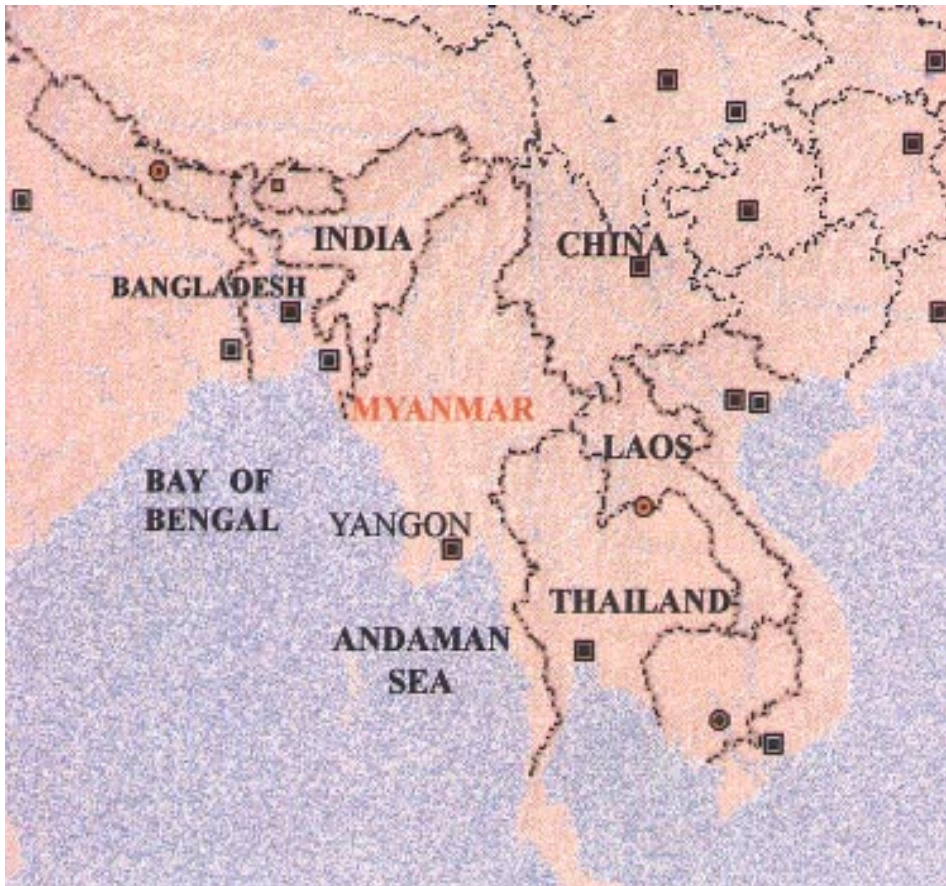 INDIA
CHINA
BANGLADESH
MYANMAR
LAOS
BAY OF
BENGAL
YANGON
THAILAND
ANDAMAN
SEA